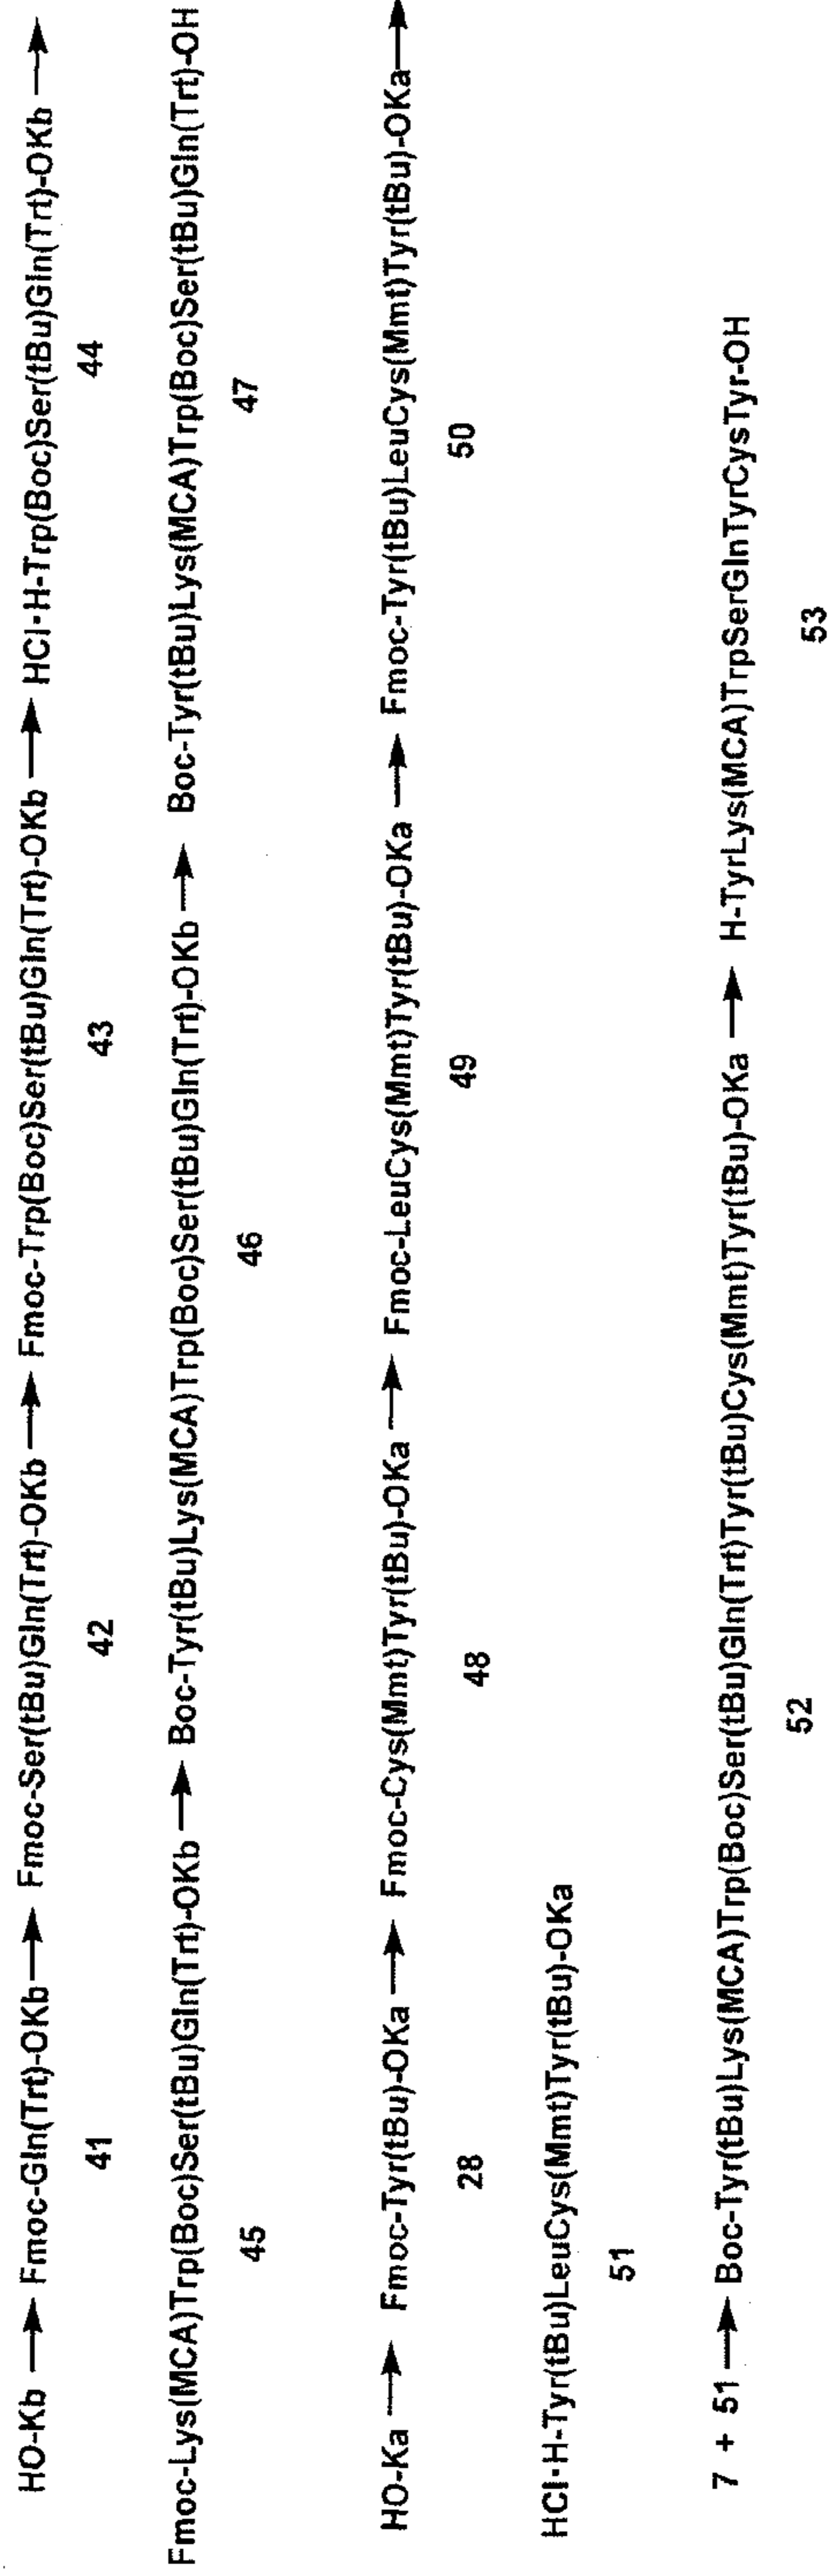 HO-Kb ⟶ Fmoc-Gln(Trt)-OKb ⟶ Fmoc-Ser(tBu)Gln(Trt)-OKb ⟶ Fmoc-Trp(Boc)Ser(tBu)Gln(Trt)-OKb ⟶ HCl·H-Trp(Boc)Ser(tBu)Gln(Trt)-OKb ⟶
41 42 43 44
Fmoc-Lys(MCA)Trp(Boc)Ser(tBu)Gln(Trt)-OKb ⟶ Boc-Tyr(tBu)Lys(MCA)Trp(Boc)Ser(tBu)Gln(Trt)-OKb ⟶ Boc-Tyr(tBu)Lys(MCA)Trp(Boc)Ser(tBu)Gln(Trt)-OH
45 46 47
HO-Ka ⟶ Fmoc-Tyr(tBu)-OKa ⟶ Fmoc-Cys(Mmt)Tyr(tBu)-OKa ⟶ Fmoc-LeuCys(Mmt)Tyr(tBu)-OKa ⟶ Fmoc-Tyr(tBu)LeuCys(Mmt)Tyr(tBu)-OKa ⟶
28 48 49 50
HCl·H-Tyr(tBu)LeuCys(Mmt)Tyr(tBu)-OKa
51
7 + 51 ⟶ Boc-Tyr(tBu)Lys(MCA)Trp(Boc)Ser(tBu)Gln(Trt)Tyr(tBu)Cys(Mmt)Tyr(tBu)-OKa ⟶ H-TyrLys(MCA)TrpSerGlnTyrCysTyr-OH
52 53